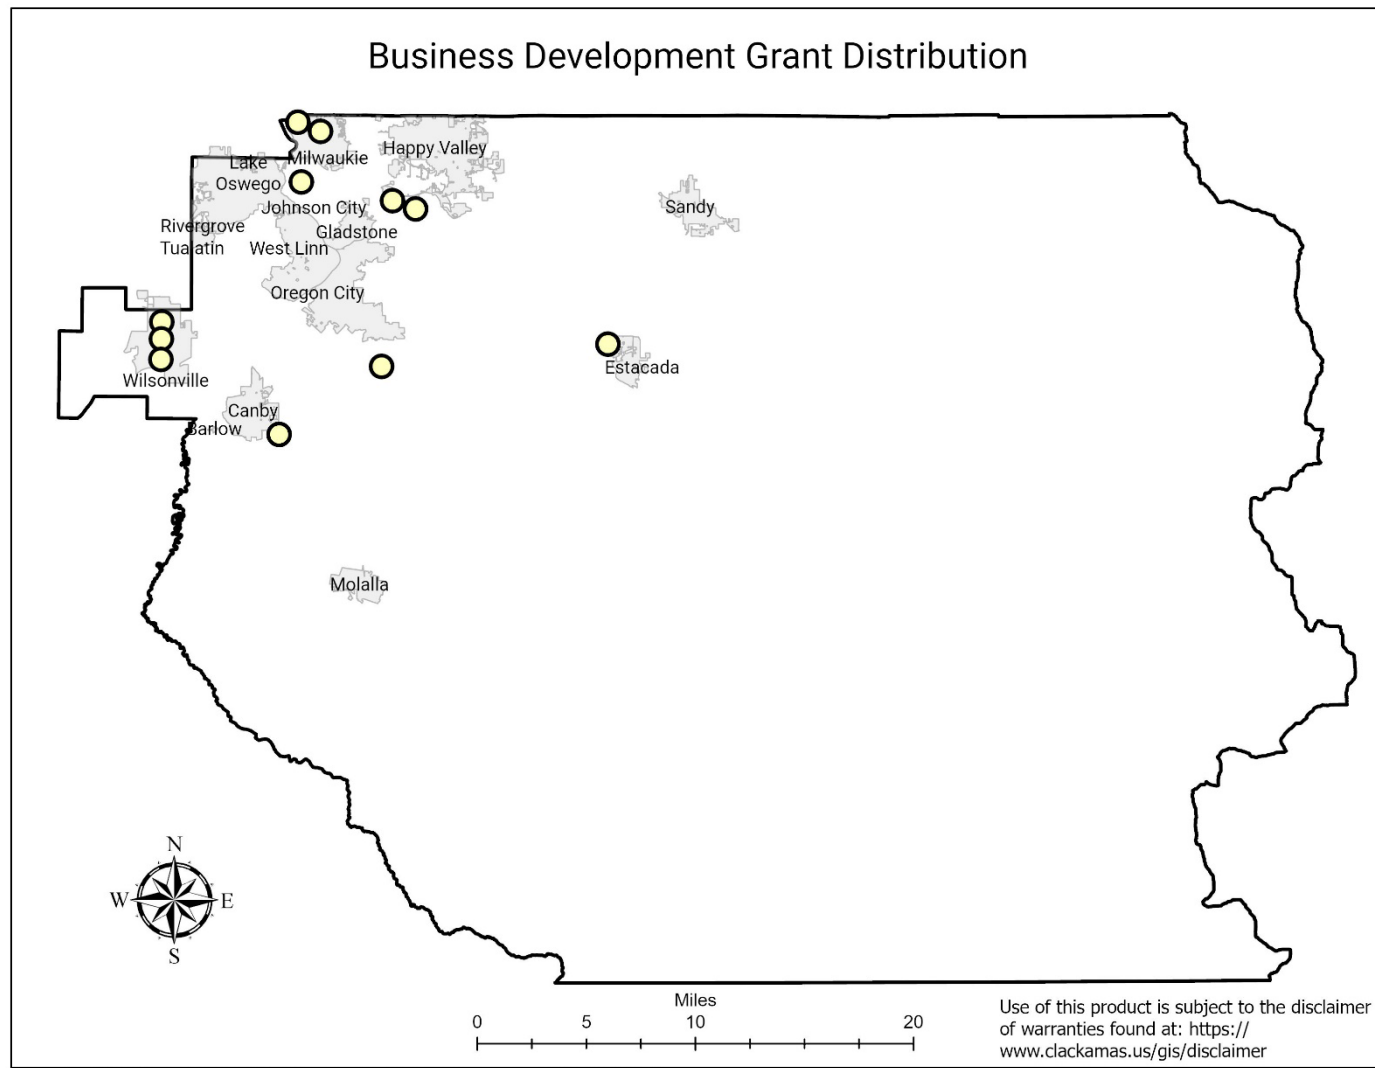 Business Development Grant Distribution
Milwaukie
Happy Valley
Lake
Oswego
Johnson City
Sandy
Rivergrove
Gladstone
Tualatin
West Linn
Oregon City
Estacada
Wilsonville
Canby
Barlow
Molalla
N
W
E
S
Miles
0 5 10 20
Use of this product is subject to the disclaimer
of warranties found at: https://
www.clackamas.us/gis/disclaimer